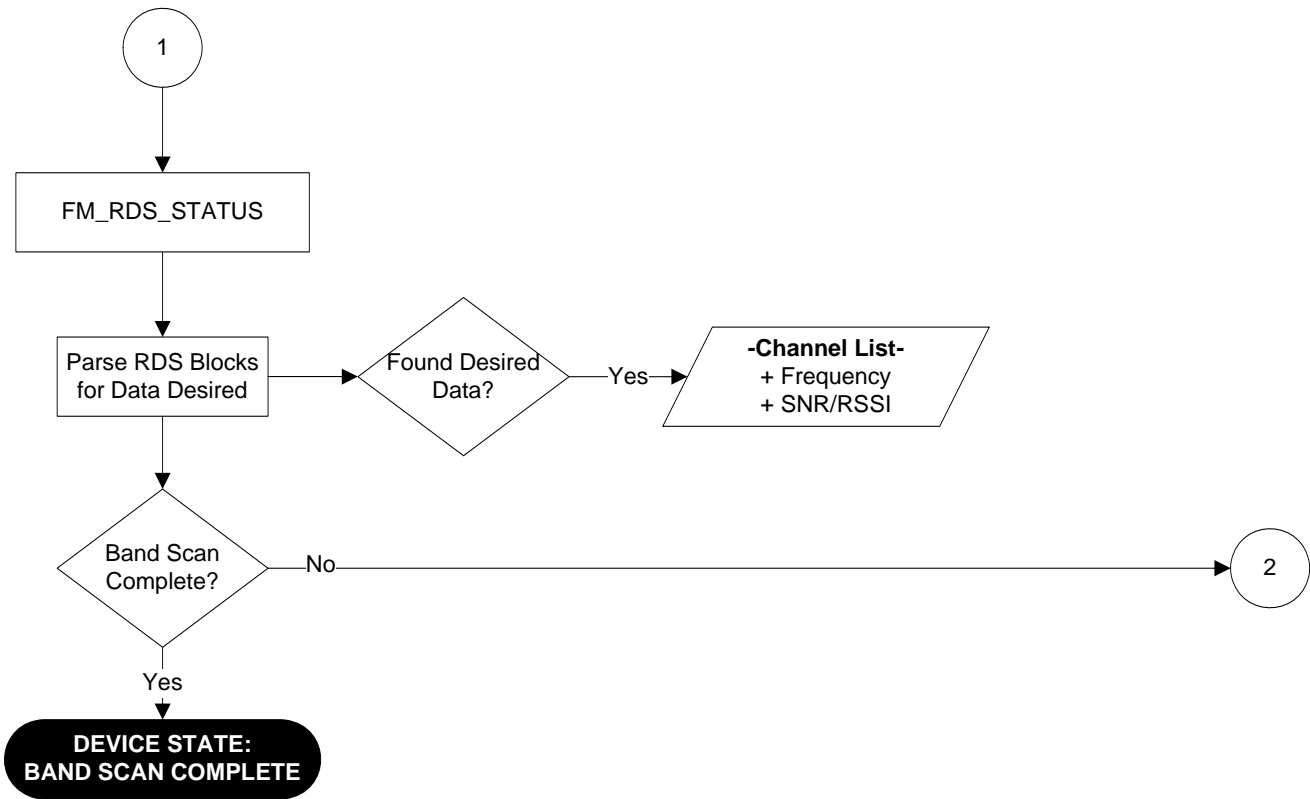 1
FM_RDS_STATUS
Parse RDS Blocks
for Data Desired
Found Desired
Data?
Yes
-Channel List-
+ Frequency
+ SNR/RSSI
Band Scan
Complete?
No
2
Yes
DEVICE STATE:
BAND SCAN COMPLETE